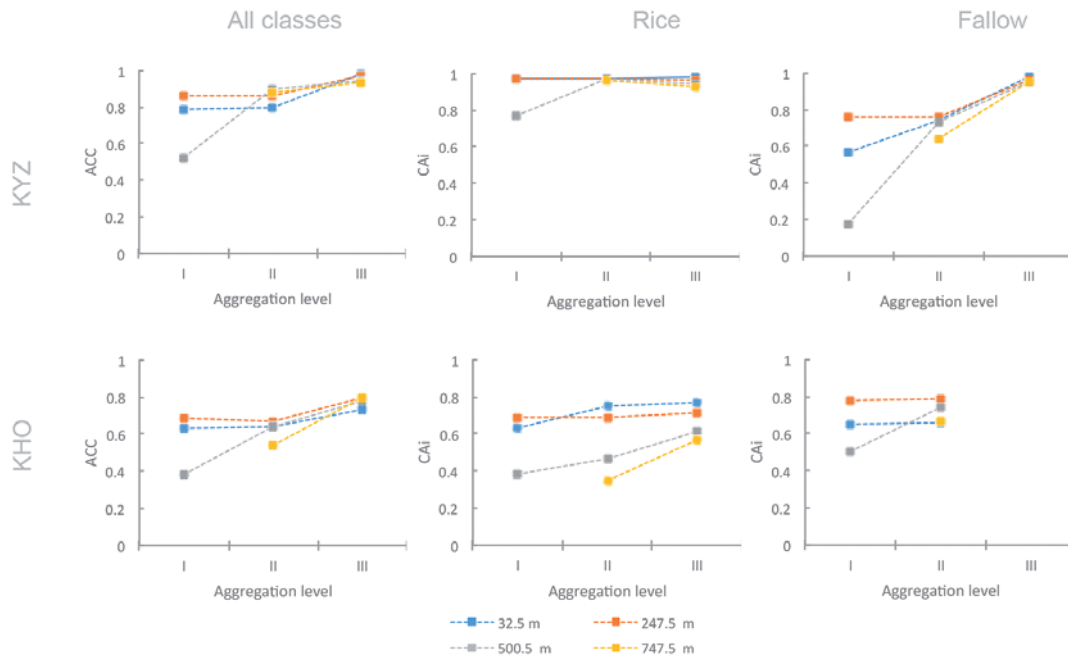 All classes Rice Fallow
KYZ
ACC
1
0.8
0.6
0.4
0.2
0
I II III
Aggregation level
CAi
1
0.8
0.6
0.4
0.2
0
I II III
Aggregation level
CAi
1
0.8
0.6
0.4
0.2
0
I II III
Aggregation level
KHO
ACC
1
0.8
0.6
0.4
0.2
0
I II III
Aggregation level
CAi
1
0.8
0.6
0.4
0.2
0
I II III
Aggregation level
CAi
1
0.8
0.6
0.4
0.2
0
I II III
Aggregation level
32.5 m 247.5 m
500.5 m 747.5 m